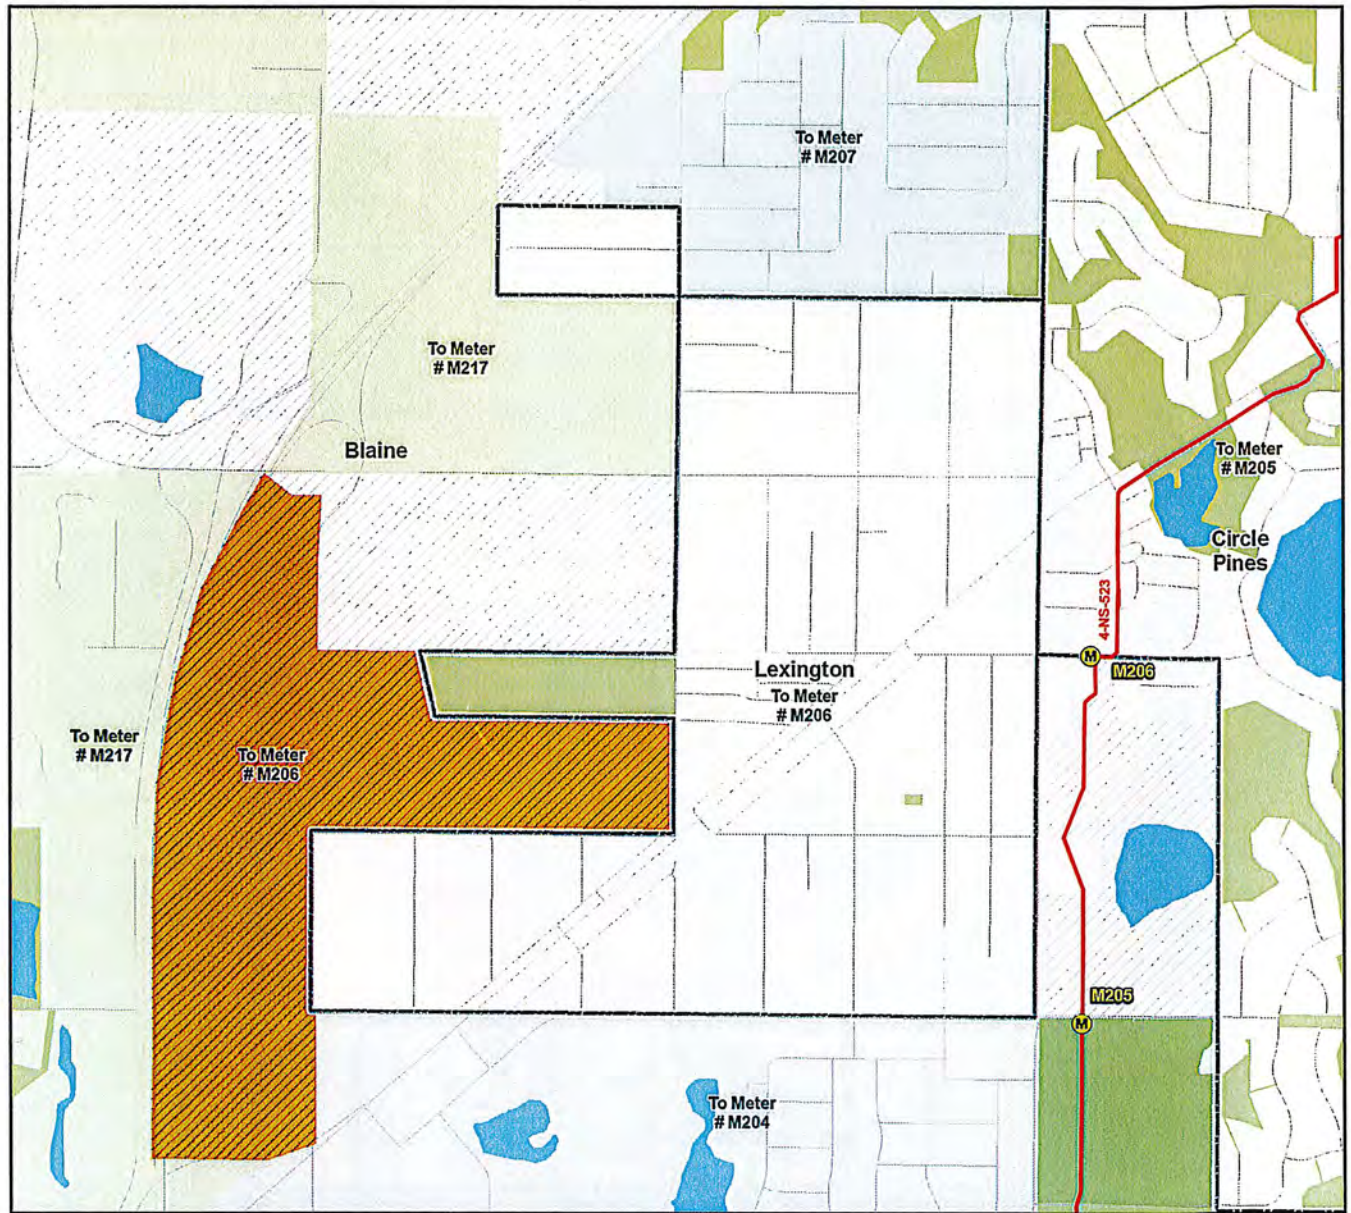 To Meter
# M207
To Meter
# M217
Blaine
To Meter
# M205
Circle
Pines
4-NS-523
M
M206
Lexington
To Meter
# M206
To Meter
# M217
To Meter
# M206
M205
M
To Meter
# M204